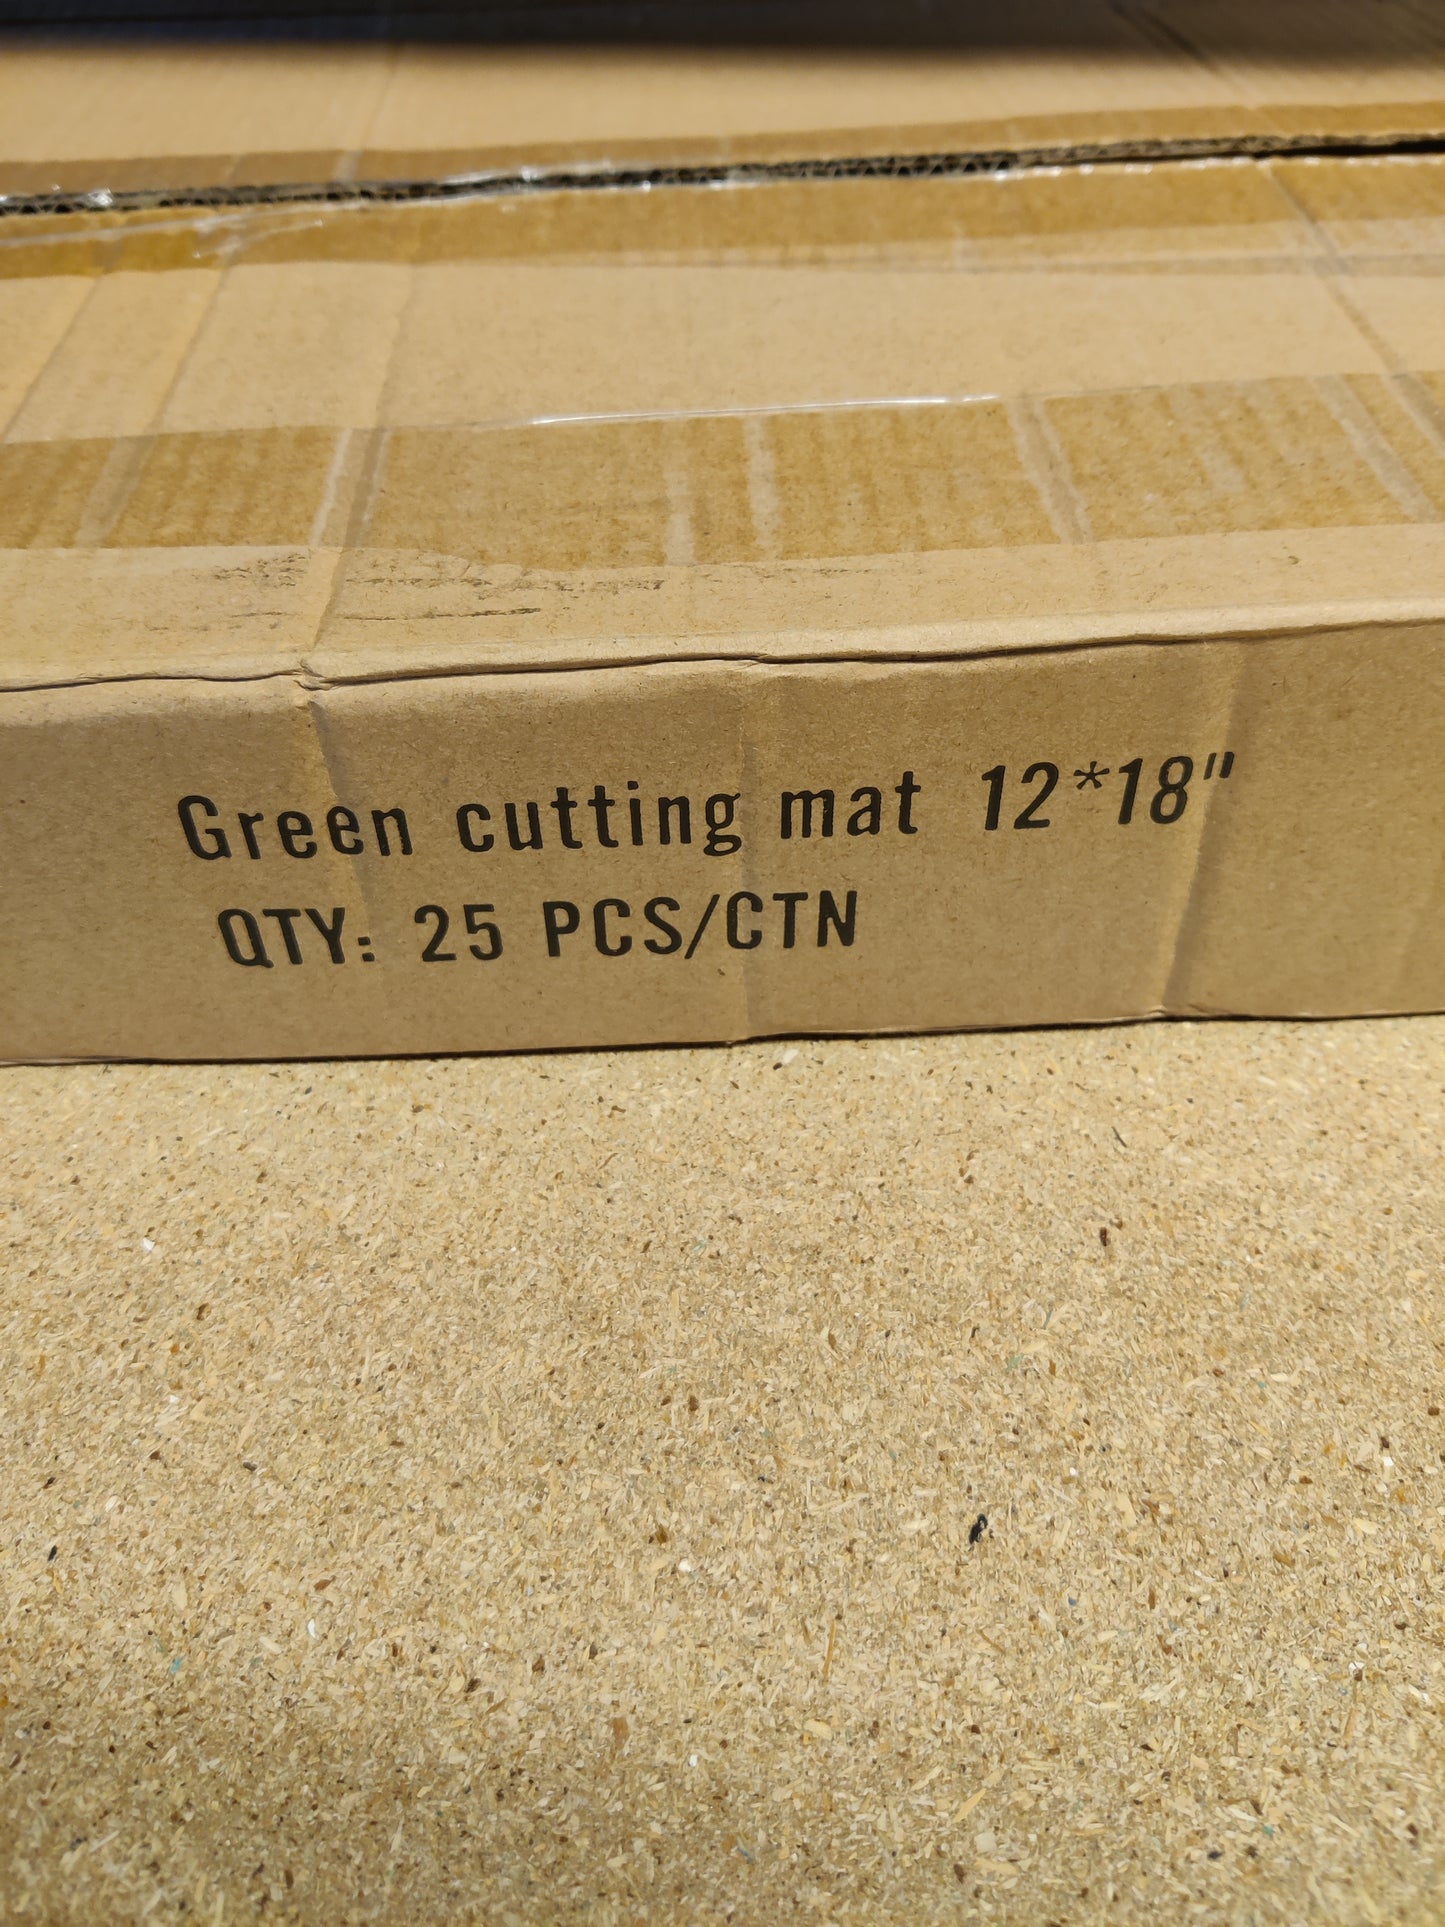 Green cutting mat 12*18"
QTY: 25 PCS/CTN